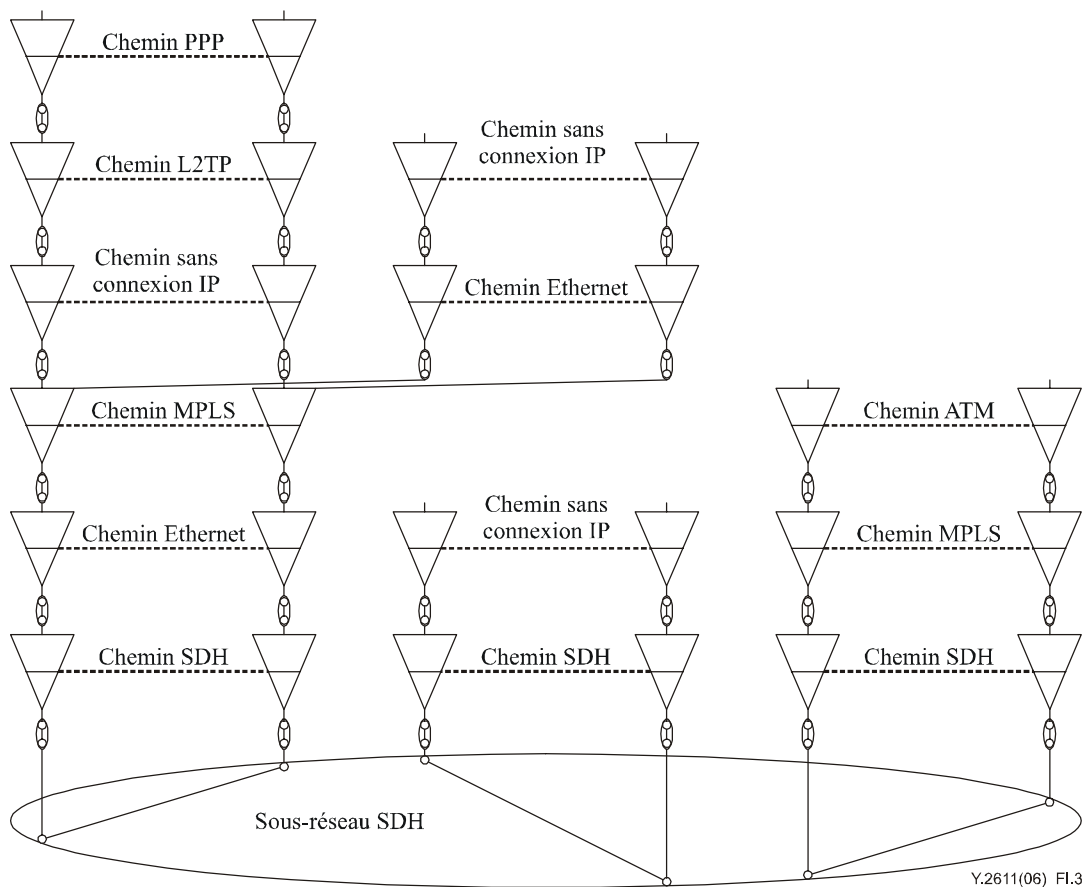 Chemin PPP
Chemin L2TP
Chemin sans
connexion IP
Chemin sans
connexion IP
Chemin Ethernet
Chemin MPLS
Chemin ATM
Chemin Ethernet
Chemin sans
connexion IP
Chemin MPLS
Chemin SDH
Chemin SDH
Chemin SDH
Sous-réseau SDH
Y.2611(06) FI.3